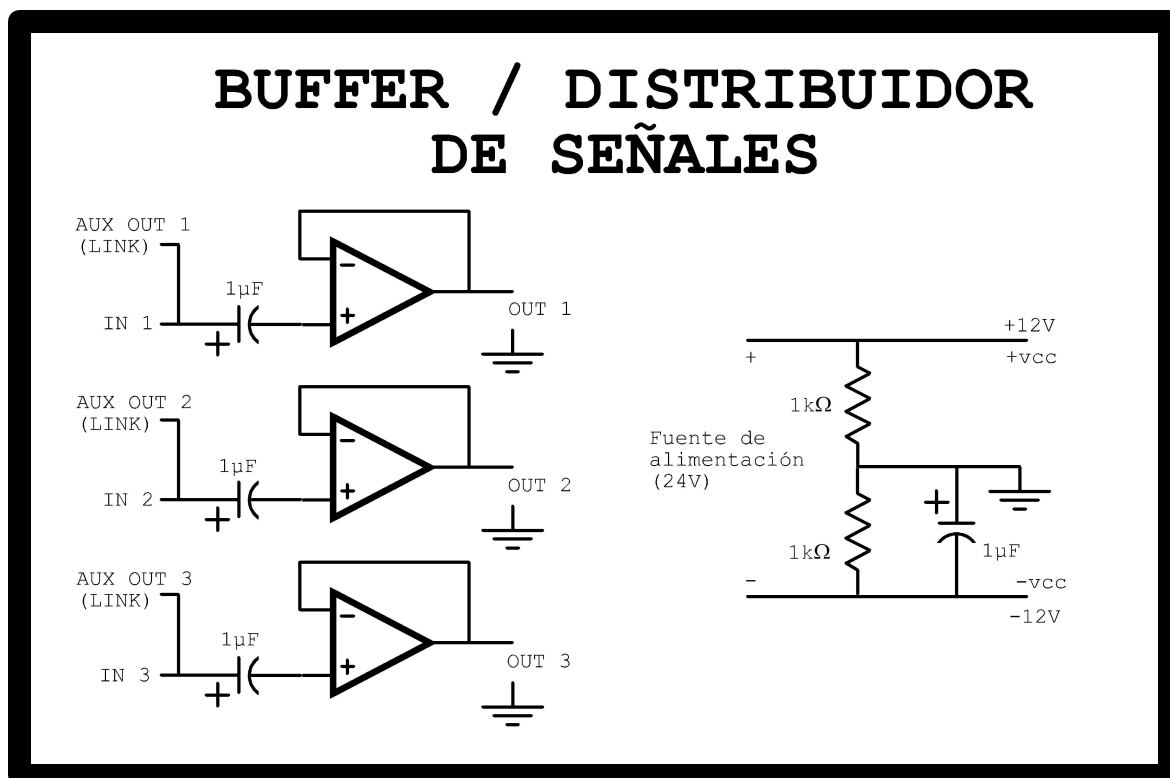 BUFFER / DISTRIBUIDOR
DE SEÑALES
AUX OUT 1
(LINK)
1µF
IN 1
+
-
+
OUT 1
AUX OUT 2
(LINK)
1µF
IN 2
+
-
+
OUT 2
AUX OUT 3
(LINK)
1µF
IN 3
+
-
+
OUT 3
+12V
+
+vcc
1kΩ
Fuente de
alimentación
(24V)
+
1kΩ
1µF
-
-vcc
-12V